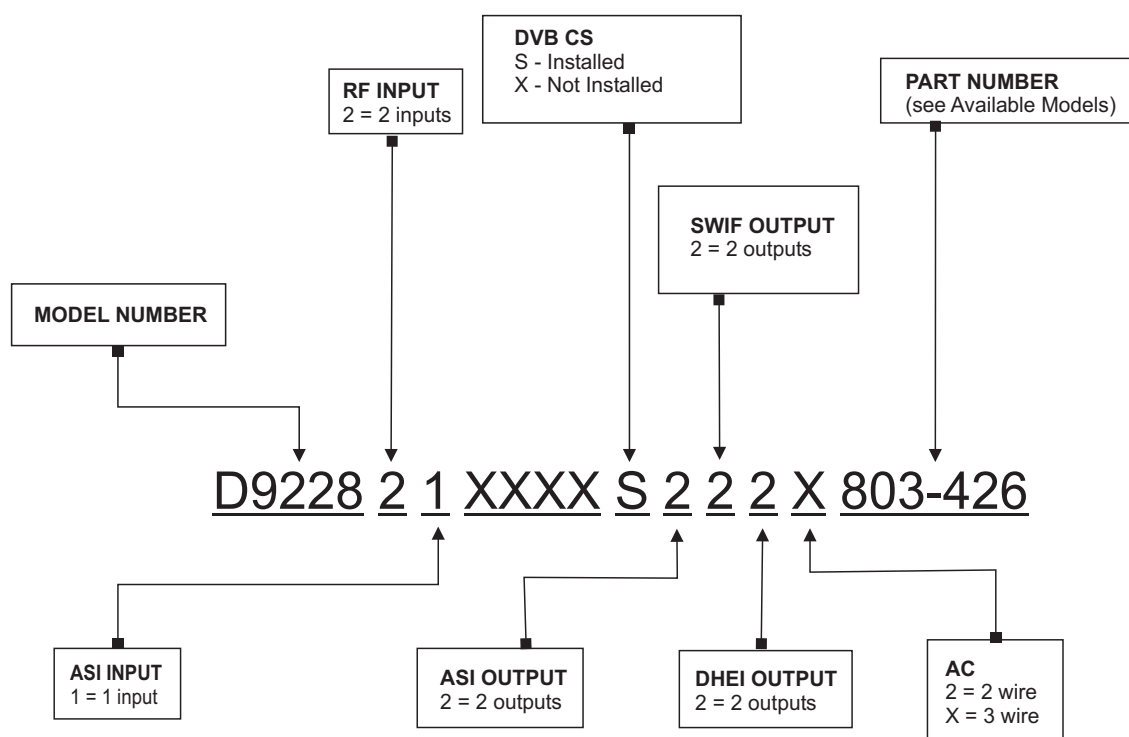 DVB CS
S - Installed
X - Not Installed
RF INPUT
2 = 2 inputs
PART NUMBER
(see Available Models)
SWIF OUTPUT
2 = 2 outputs
MODEL NUMBER
D9228 2 1 XXXX S 2 2 2 X 803-426
ASI INPUT
1 = 1 input
ASI OUTPUT
2 = 2 outputs
DHEI OUTPUT
2 = 2 outputs
AC
2 = 2 wire
X = 3 wire